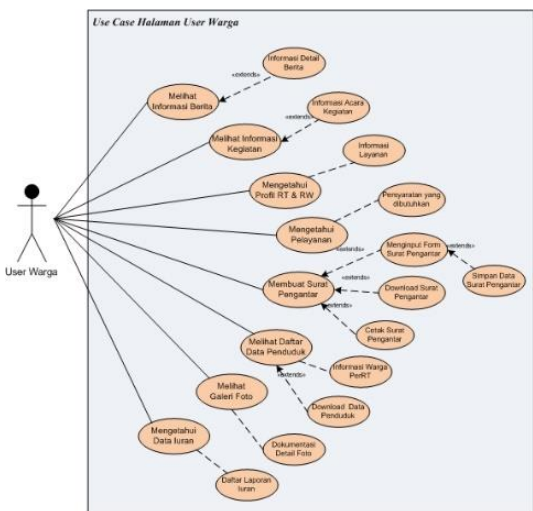 Use Case Halaman User Warga
Informasi Detail
Berita
«extends»
Melihat
Informasi Berita
Informasi Acara
Kegiatan
«extends»
Melihat Informasi
Kegiatan
Informasi
Layanan
Mengetahui
Profil RT & RW
Persyaratan yang
dibutuhkan
Mengetahui
Pelayanan
«extends»
Menginput Form
Surat Pengantar
«extends»
Simpan Data
Surat Pengantar
Membuat Surat
Pengantar
«extends»
Download Surat
Pengantar
«extends»
Cetak Surat
Pengantar
Melihat Daftar
Data Penduduk
Informasi Warga
PerRT
«extends»
Download Data
Penduduk
Melihat
Galeri Foto
Dokumentasi
Detail Foto
Mengetahui
Data Iuran
Daftar Laporan
Iuran
User Warga